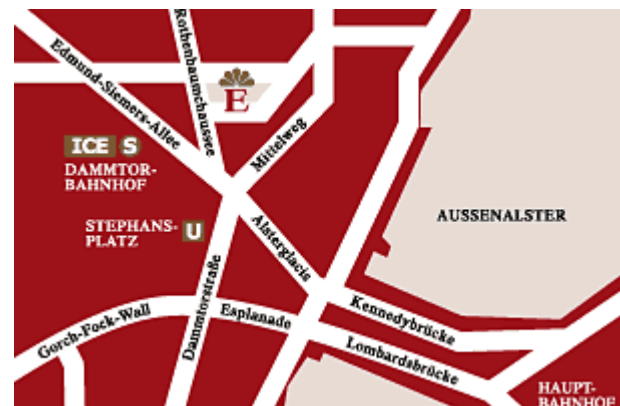 Edmund-Siemers-Allee
Rothenbaumchaussee
E
Mittelweg
ICE S
DAMMTOR-
BAHNHOF
STEPHANS-
PLATZ
U
AUSSENALSTER
Alsterglacis
Dammtorstraße
Gorch-Fock-Wall
Esplanade
Kennedybrücke
Lombardsbrücke
HAUPT-
BAHNHOF